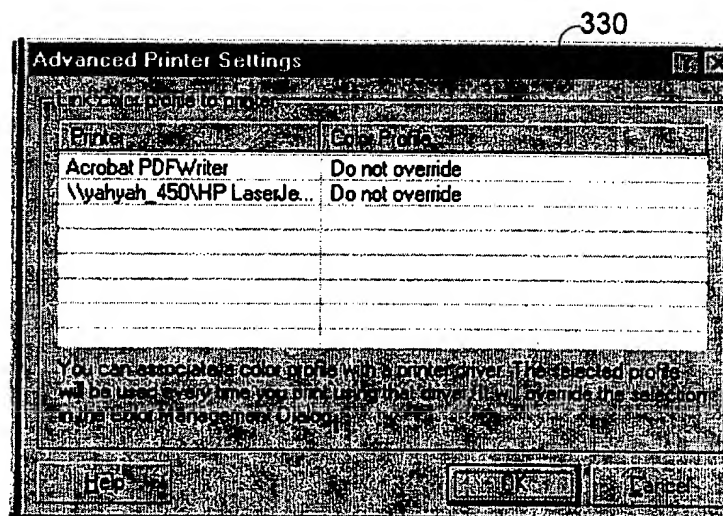 330
Advanced Printer Settings
Link color profile to printer
Printer Color Profile
Acrobat PDFWriter Do not override
\\yahyah_450\HP LaserJe... Do not override
You can associate a color profile with a printer driver. The selected profile
will be used every time you print using that driver. It will override the selection
in the Color Management Dialog.
Help OK Cancel